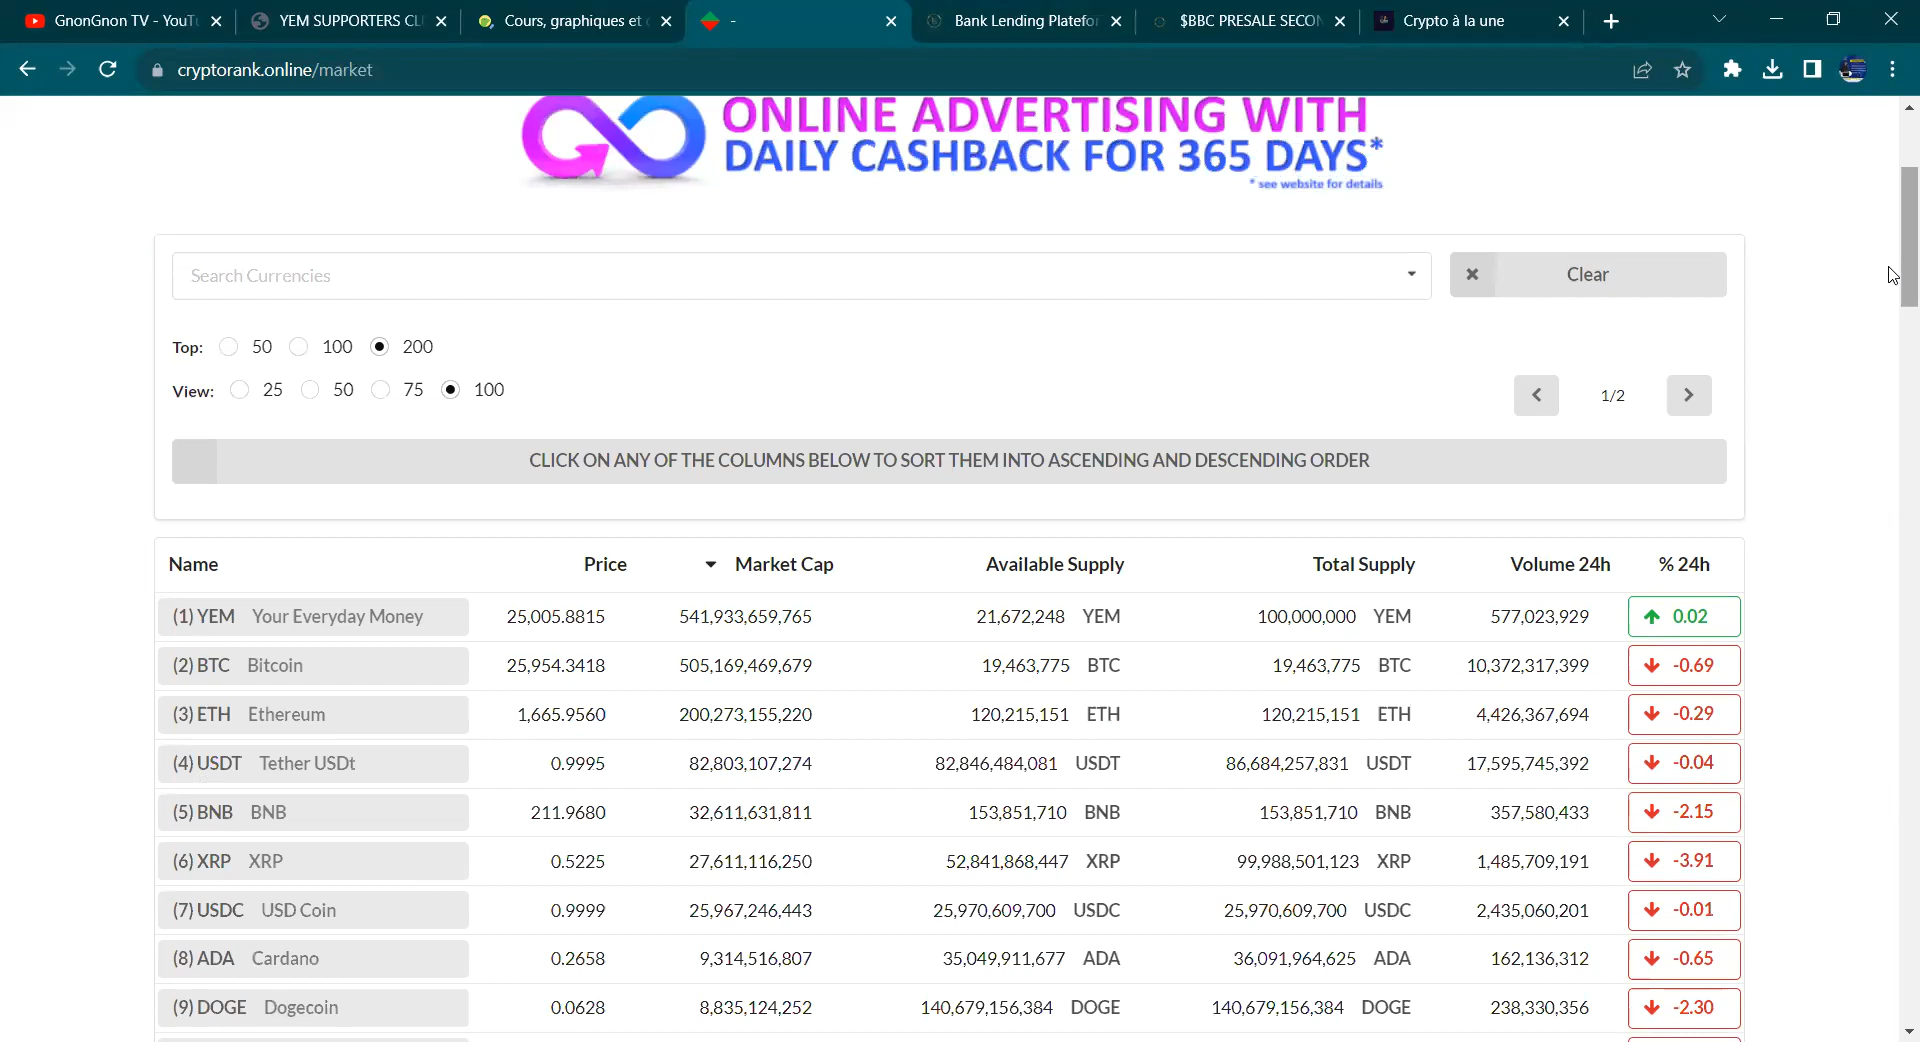 GnonGnon TV - YouTu
YEM SUPPORTERS CL
Cours, graphiques et c
-
Bank Lending Platefor
$BBC PRESALE SECON
Crypto à la une
cryptorank.online/market
ONLINE ADVERTISING WITH
DAILY CASHBACK FOR 365 DAYS*
* see website for details
Search Currencies
Clear
Top: 50 100 200
View: 25 50 75 100
1/2
CLICK ON ANY OF THE COLUMNS BELOW TO SORT THEM INTO ASCENDING AND DESCENDING ORDER
Name Price Market Cap Available Supply Total Supply Volume 24h % 24h
(1) YEM Your Everyday Money 25,005.8815 541,933,659,765 21,672,248 YEM 100,000,000 YEM 577,023,929 0.02
(2) BTC Bitcoin 25,954.3418 505,169,469,679 19,463,775 BTC 19,463,775 BTC 10,372,317,399 -0.69
(3) ETH Ethereum 1,665.9560 200,273,155,220 120,215,151 ETH 120,215,151 ETH 4,426,367,694 -0.29
(4) USDT Tether USDt 0.9995 82,803,107,274 82,846,484,081 USDT 86,684,257,831 USDT 17,595,745,392 -0.04
(5) BNB BNB 211.9680 32,611,631,811 153,851,710 BNB 153,851,710 BNB 357,580,433 -2.15
(6) XRP XRP 0.5225 27,611,116,250 52,841,868,447 XRP 99,988,501,123 XRP 1,485,709,191 -3.91
(7) USDC USD Coin 0.9999 25,967,246,443 25,970,609,700 USDC 25,970,609,700 USDC 2,435,060,201 -0.01
(8) ADA Cardano 0.2658 9,314,516,807 35,049,911,677 ADA 36,091,964,625 ADA 162,136,312 -0.65
(9) DOGE Dogecoin 0.0628 8,835,124,252 140,679,156,384 DOGE 140,679,156,384 DOGE 238,330,356 -2.30